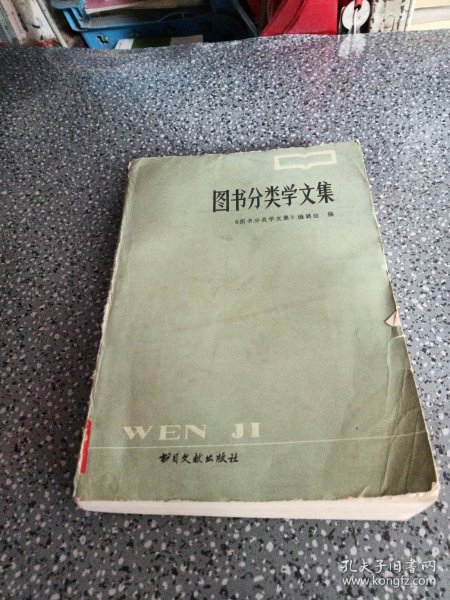 图书分类学文集
《图书分类学文集》编辑组 编
WEN JI
书目文献出版社
孔夫子旧书网
www.kongfz.com